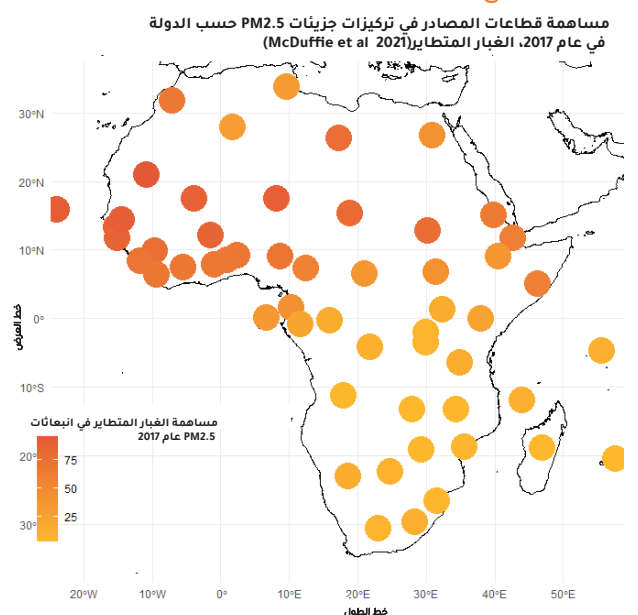 مساهمة قطاعات المصادر في تركيزات جزيئات PM2.5 حسب الدولة
في عام 2017، الغبار المتطاير(McDuffie et al 2021)
30°N
20°N
10°N
0°
10°S
20°
30°
خط العرض
مساهمة الغبار المتطاير في انبعاثات
PM2.5 عام 2017
75
50
25
20°W
10°W
0°
10°E
20°E
30°E
40°E
50°E
خط الطول